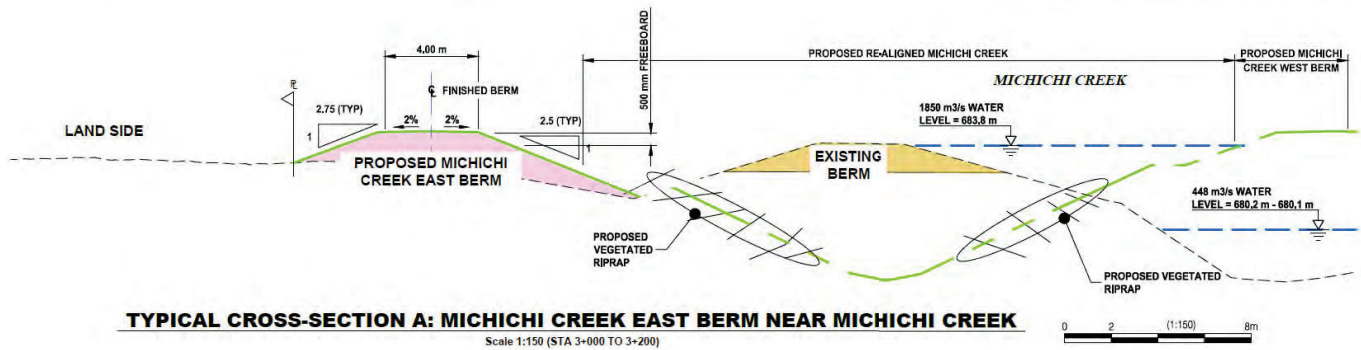 4.00 m
℄ FINISHED BERM
500 mm FREEBOARD
PROPOSED RE-ALIGNED MICHICHI CREEK
PROPOSED MICHICHI
CREEK WEST BERM
MICHICHI CREEK
PL
2.75 (TYP)
1
2%
2%
2.5 (TYP)
1
1850 m3/s WATER
LEVEL = 683,8 m
LAND SIDE
PROPOSED MICHICHI
CREEK EAST BERM
EXISTING
BERM
448 m3/s WATER
LEVEL = 680,2 m - 680,1 m
PROPOSED
VEGETATED
RIPRAP
PROPOSED VEGETATED
RIPRAP
TYPICAL CROSS-SECTION A: MICHICHI CREEK EAST BERM NEAR MICHICHI CREEK
Scale 1:150 (STA 3+000 TO 3+200)
0 2 (1:150) 8m